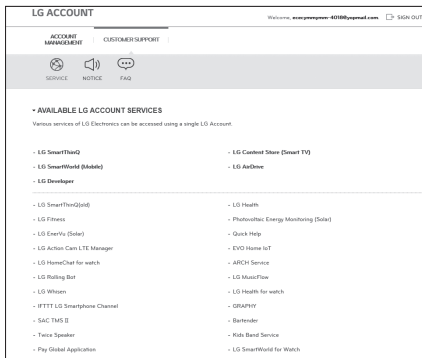 LG ACCOUNT
Welcome, ececymmymm-4018@yopmail.com SIGN OUT
ACCOUNT MANAGEMENT CUSTOMER SUPPORT
SERVICE NOTICE FAQ
AVAILABLE LG ACCOUNT SERVICES
Various services of LG Electronics can be accessed using a single LG Account
- LG SmartThinQ - LG Content Store (Smart TV)
- LG SmartWorld (Mobile) - LG AirDrive
- LG Developer
- LG SmartThinQ(old) - LG Health
- LG Fitness - Photovoltaic Energy Monitoring (Solar)
- LG EnerVu (Solar) - Quick Help
- LG Action Cam LTE Manager - EVO Home IoT
- LG HomeChat for watch - ARCH Service
- LG Rolling Bot - LG MusicFlow
- LG Whisen - LG Health for watch
- IFTTT LG Smartphone Channel - GRAPHY
- SAC TMS II - Bartender
- Twice Speaker - Kids Band Service
- Pay Global Application - LG SmartWorld for Watch